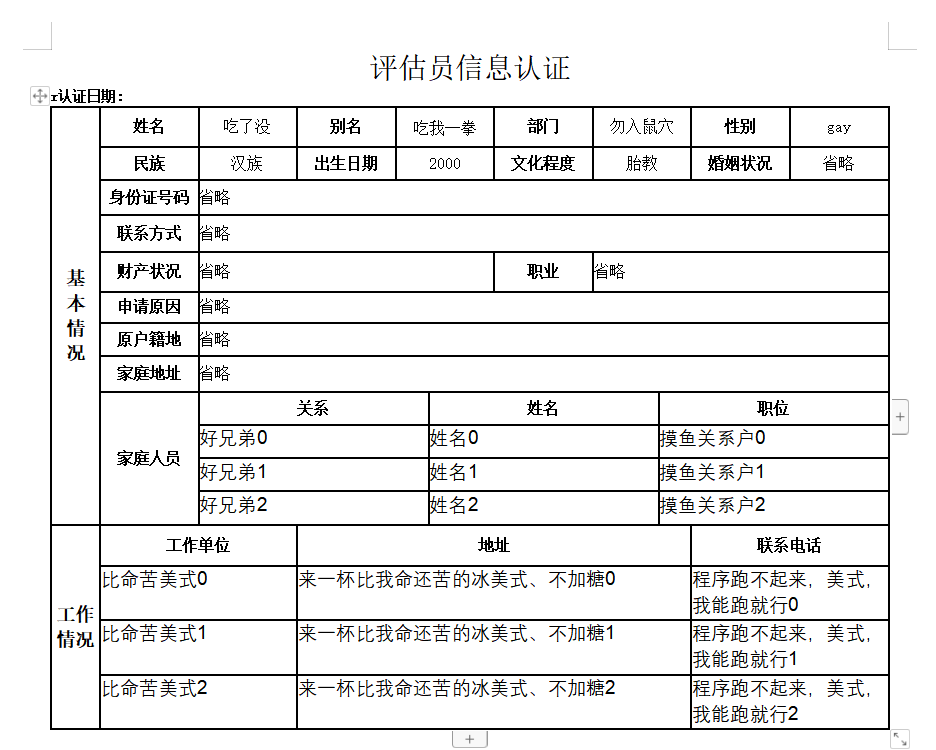 评估员信息认证
r认证日期：
姓名 吃了没 别名 吃我一拳 部门 勿入鼠穴 性别 gay
民族 汉族 出生日期 2000 文化程度 胎教 婚姻状况 省略
身份证号码 省略
联系方式 省略
财产状况 省略 职业 省略
申请原因 省略
原户籍地 省略
家庭地址 省略
基
本
情
况
家庭人员
关系 姓名 职位
好兄弟0 姓名0 摸鱼关系户0
好兄弟1 姓名1 摸鱼关系户1
好兄弟2 姓名2 摸鱼关系户2
工作
情况
工作单位 地址 联系电话
比命苦美式0 来一杯比我命还苦的冰美式、不加糖0 程序跑不起来，美式，
我能跑就行0
比命苦美式1 来一杯比我命还苦的冰美式、不加糖1 程序跑不起来，美式，
我能跑就行1
比命苦美式2 来一杯比我命还苦的冰美式、不加糖2 程序跑不起来，美式，
我能跑就行2